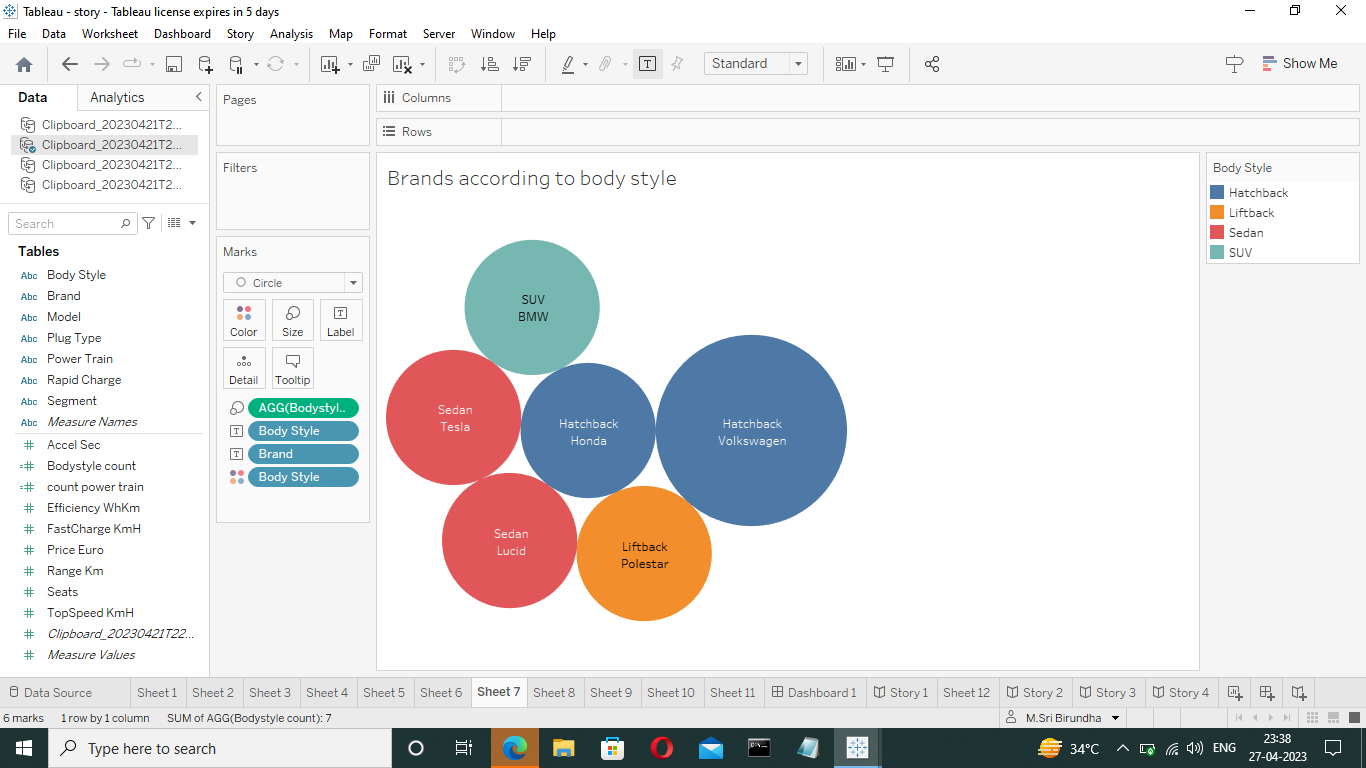 Tableau - story - Tableau license expires in 5 days
File Data Worksheet Dashboard Story Analysis Map Format Server Window Help
Standard
Show Me
Data Analytics
Clipboard_20230421T2...
Clipboard_20230421T2...
Clipboard_20230421T2...
Clipboard_20230421T2...
Search
Tables
Abc Body Style
Abc Brand
Abc Model
Abc Plug Type
Abc Power Train
Abc Rapid Charge
Abc Segment
Abc Measure Names
# Accel Sec
=# Bodystyle count
=# count power train
# Efficiency WhKm
# FastCharge KmH
# Price Euro
# Range Km
# Seats
# TopSpeed KmH
# Clipboard_20230421T22...
# Measure Values
Pages
Filters
Marks
Circle
Color Size Label
Detail Tooltip
AGG(Bodystyl..
Body Style
Brand
Body Style
Columns
Rows
Brands according to body style
SUV
BMW
Sedan
Tesla
Hatchback
Honda
Hatchback
Volkswagen
Sedan
Lucid
Liftback
Polestar
Body Style
Hatchback
Liftback
Sedan
SUV
Data Source Sheet 1 Sheet 2 Sheet 3 Sheet 4 Sheet 5 Sheet 6 Sheet 7 Sheet 8 Sheet 9 Sheet 10 Sheet 11 Dashboard 1 Story 1 Sheet 12 Story 2 Story 3 Story 4
6 marks 1 row by 1 column SUM of AGG(Bodystyle count): 7 M.Sri Birundha
Type here to search
34°C
ENG
23:38
27-04-2023